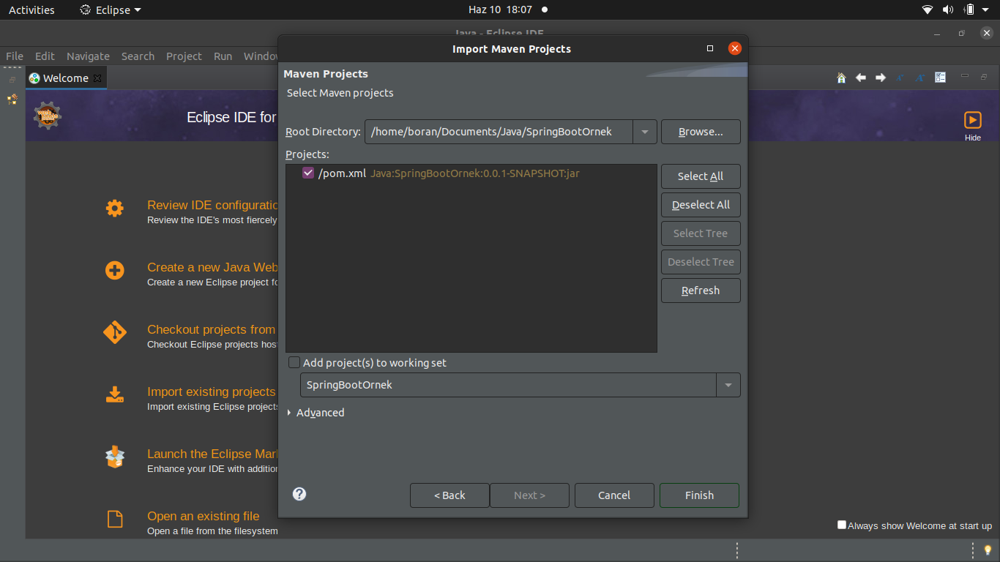 Activities
Eclipse
Haz 10 18:07
Java - Eclipse IDE
File Edit Navigate Search Project Run
Import Maven Projects
Welcome
Maven Projects
Select Maven projects
Eclipse IDE for
Hide
Root Directory: /home/boran/Documents/Java/SpringBootOrnek Browse...
Projects:
/pom.xml Java:SpringBootOrnek:0.0.1-SNAPSHOT:jar
Select All
Deselect All
Select Tree
Deselect Tree
Refresh
Add project(s) to working set
SpringBootOrnek
Advanced
< Back Next > Cancel Finish
Review IDE
Review the IDE's most fiercely
Create a new Java Web
Create a new Eclipse project
Checkout projects from
Checkout Eclipse projects
Import existing projects
Import existing Eclipse projects
Launch the Eclipse
Enhance your IDE with
Open an existing file
Open a file from the filesystem
Always show Welcome at start up